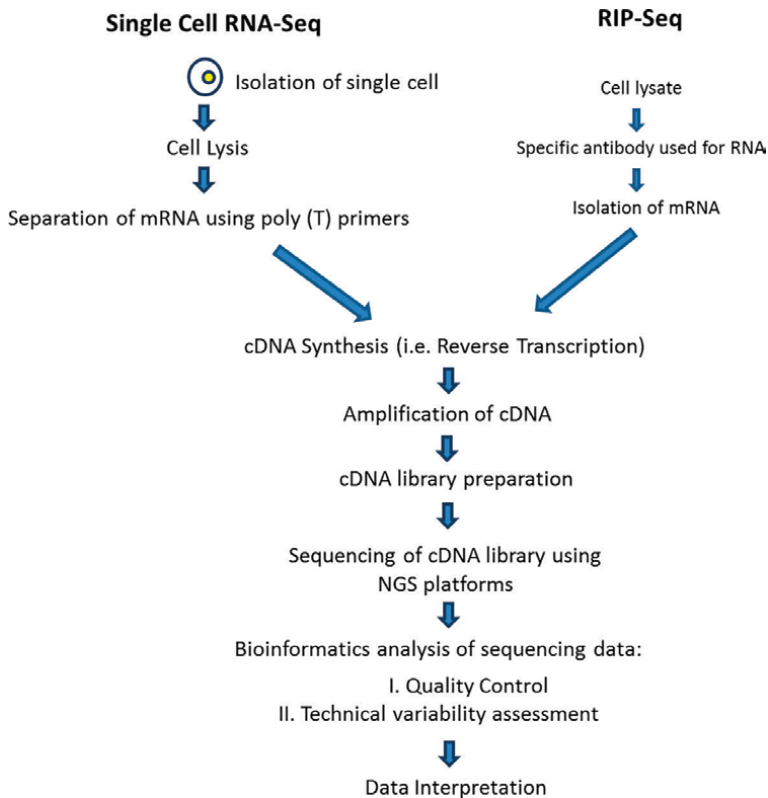 Single Cell RNA-Seq
Isolation of single cell
Cell Lysis
Separation of mRNA using poly (T) primers
RIP-Seq
Cell lysate
Specific antibody used for RNA
Isolation of mRNA
cDNA Synthesis (i.e. Reverse Transcription)
Amplification of cDNA
cDNA library preparation
Sequencing of cDNA library using
NGS platforms
Bioinformatics analysis of sequencing data:
I. Quality Control
II. Technical variability assessment
Data Interpretation